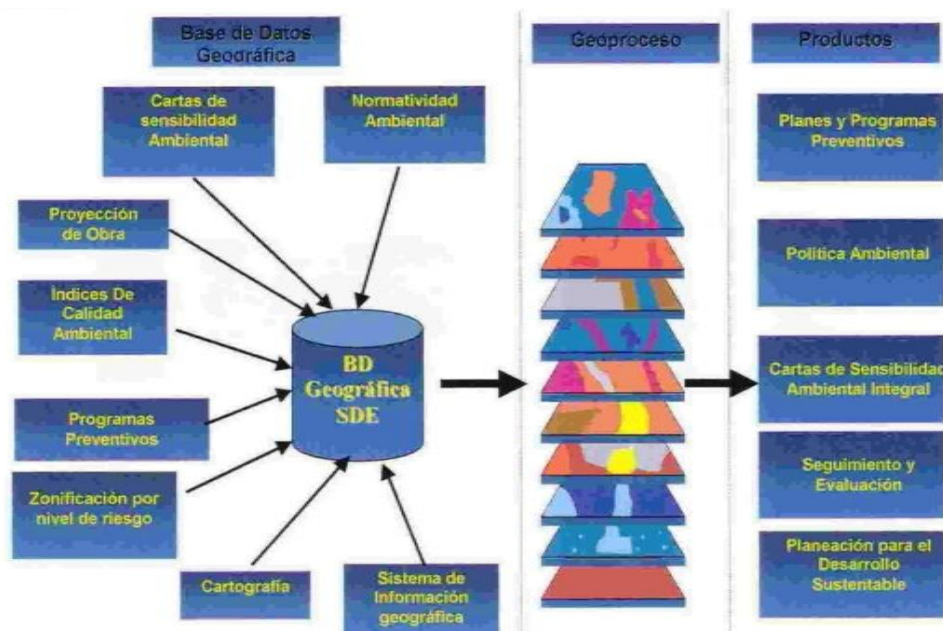 Base de Datos
Geográfica
Geoproceso
Productos
Cartas de
sensibilidad
Ambiental
Normatividad
Ambiental
Proyección
de Obra
Indices De
Calidad
Ambiental
Programas
Preventivos
Zonificación por
nivel de riesgo
Cartografía
Sistema de
Información
geográfica
BD
Geográfica
SDE
Planes y Programas
Preventivos
Política Ambiental
Cartas de Sensibilidad
Ambiental Integral
Seguimiento y
Evaluación
Planeación para el
Desarrollo
Sustentable